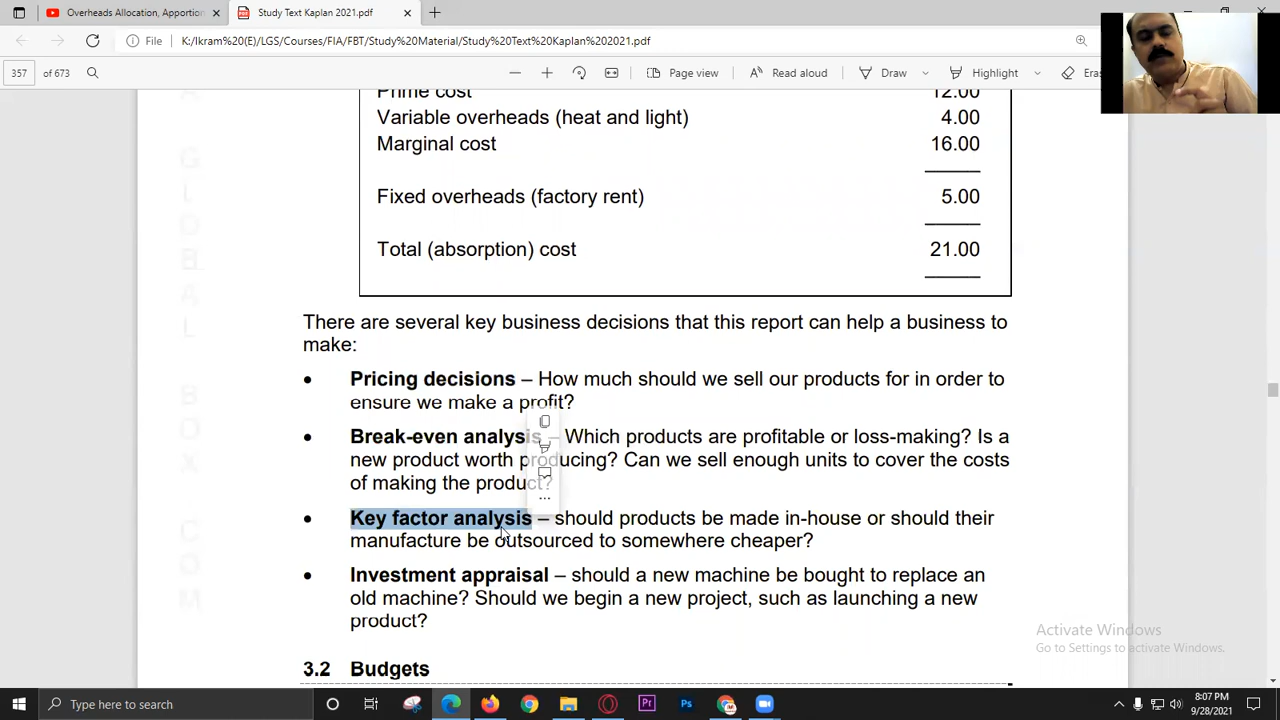 Overheads Allocation, Apportion
Study Text Kaplan 2021.pdf
File
K:/Ikram%20(E)/LGS/Courses/FIA/FBT/Study%20Material/Study%20Text%20Kaplan%202021.pdf
357 of 673
Page view
Read aloud
Draw
Highlight
Eras
Prime cost 12.00
Variable overheads (heat and light) 4.00
Marginal cost 16.00
Fixed overheads (factory rent) 5.00
Total (absorption) cost 21.00
There are several key business decisions that this report can help a business to
make:
• Pricing decisions – How much should we sell our products for in order to
ensure we make a profit?
• Break-even analysis – Which products are profitable or loss-making? Is a
new product worth producing? Can we sell enough units to cover the costs
of making the product?
• Key factor analysis – should products be made in-house or should their
manufacture be outsourced to somewhere cheaper?
• Investment appraisal – should a new machine be bought to replace an
old machine? Should we begin a new project, such as launching a new
product?
3.2 Budgets
Activate Windows
Go to Settings to activate Windows.
Type here to search
8:07 PM
9/28/2021